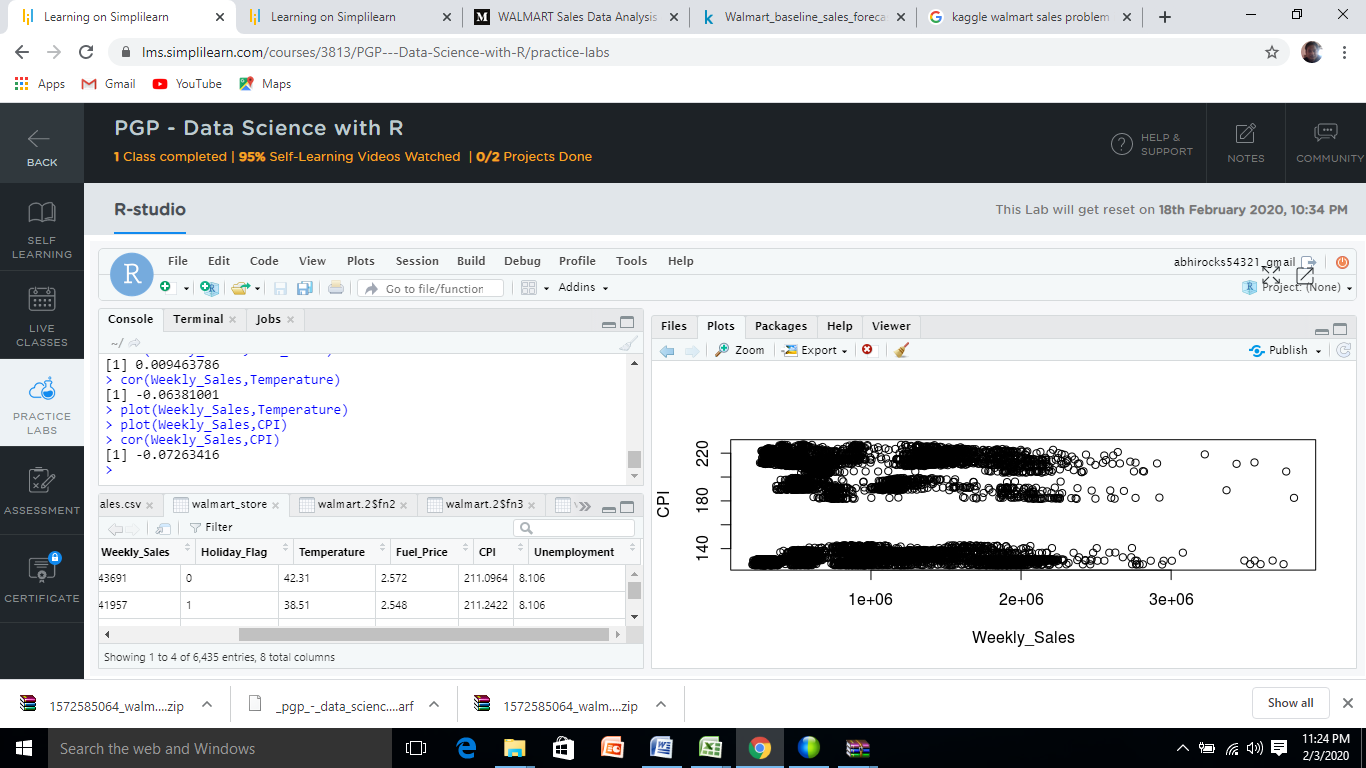 Learning on Simplilearn
Learning on Simplilearn
WALMART Sales Data Analysis
Walmart_baseline_sales_foreca
kaggle walmart sales problem
lms.simplilearn.com/courses/3813/PGP---Data-Science-with-R/practice-labs
Apps Gmail YouTube Maps
BACK
PGP - Data Science with R
1 Class completed | 95% Self-Learning Videos Watched | 0/2 Projects Done
HELP &
SUPPORT
NOTES
COMMUNITY
SELF
LEARNING
LIVE
CLASSES
PRACTICE
LABS
ASSESSMENT
CERTIFICATE
R-studio
This Lab will get reset on 18th February 2020, 10:34 PM
R
File Edit Code View Plots Session Build Debug Profile Tools Help
abhirocks54321_gmail
Go to file/function
Addins
Project: (None)
Console Terminal Jobs
~/
[1] 0.009463786
> cor(Weekly_Sales,Temperature)
[1] -0.06381001
> plot(Weekly_Sales,Temperature)
> plot(Weekly_Sales,CPI)
> cor(Weekly_Sales,CPI)
[1] -0.07263416
>
ales.csv walmart_store walmart.2$fn2 walmart.2$fn3
Filter
Weekly_Sales Holiday_Flag Temperature Fuel_Price CPI Unemployment
43691 0 42.31 2.572 211.0964 8.106
41957 1 38.51 2.548 211.2422 8.106
Showing 1 to 4 of 6,435 entries, 8 total columns
Files Plots Packages Help Viewer
Zoom Export Publish
CPI
220
180
140
1e+06 2e+06 3e+06
Weekly_Sales
1572585064_walm....zip
_pgp_-_data_scienc....arf
1572585064_walm....zip
Show all
Search the web and Windows
11:24 PM
2/3/2020